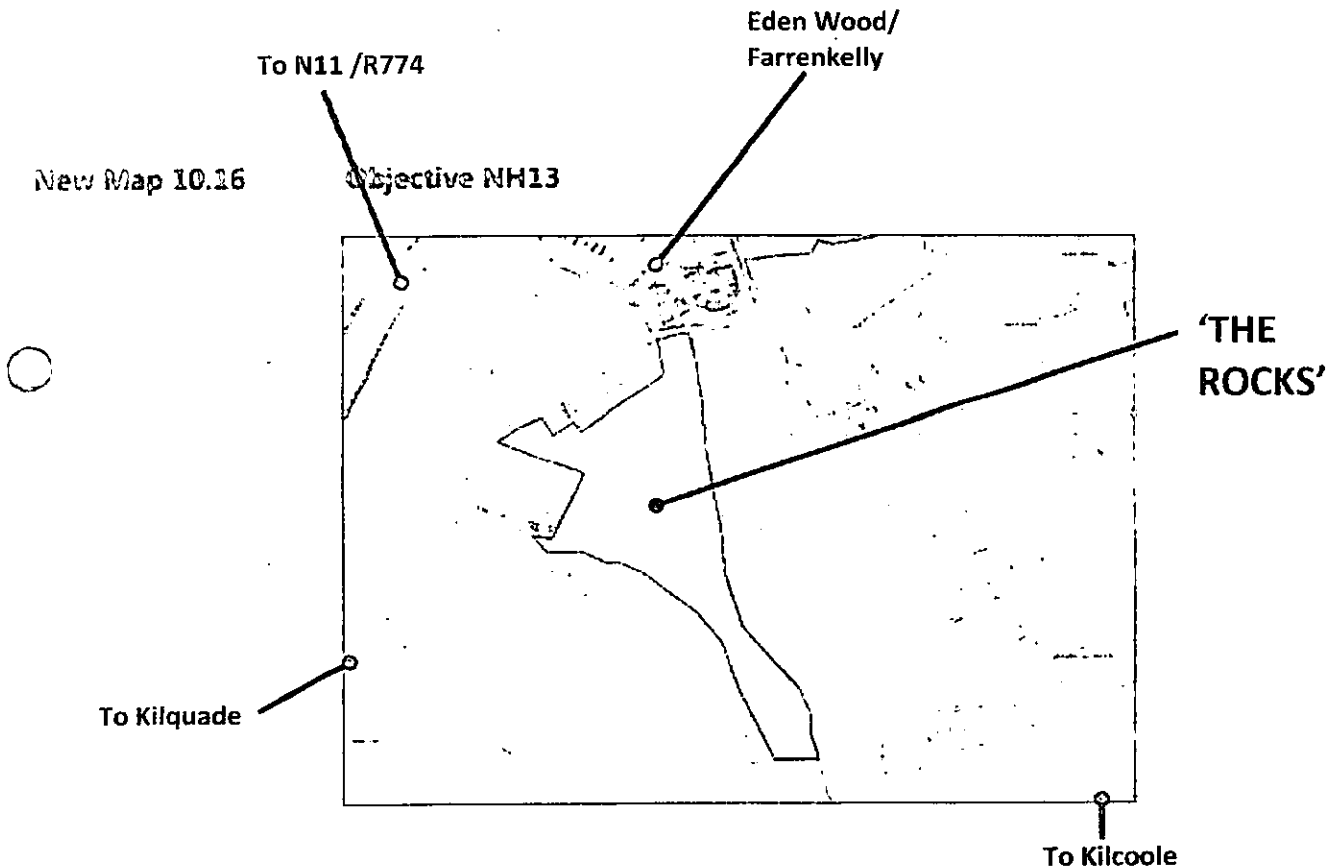 Eden Wood/
Farrenkelly
To N11 /R774
New Map 10.16 Objective NH13
‘THE
ROCKS’
To Kilquade
To Kilcoole